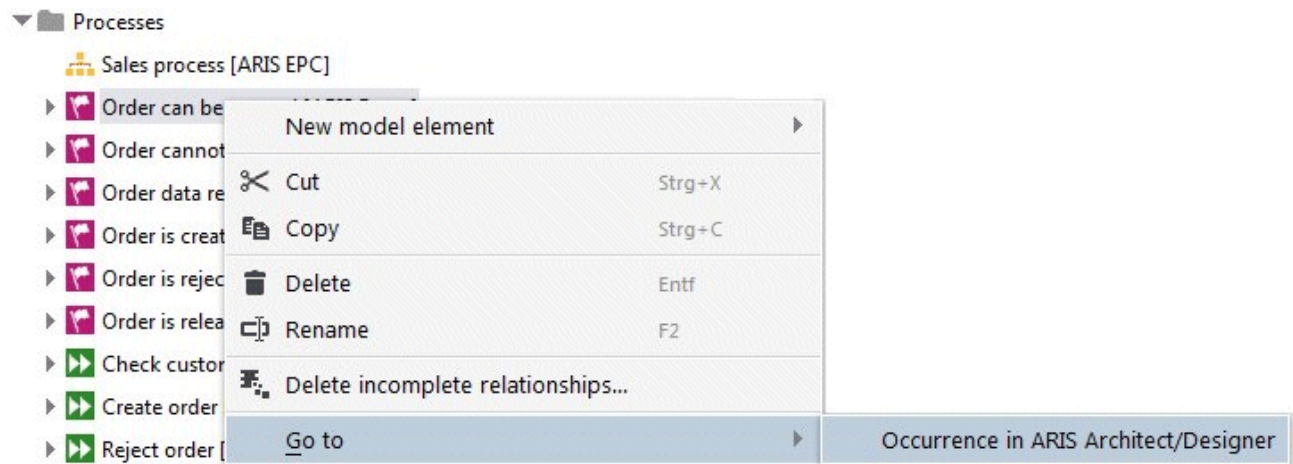 Processes
Sales process [ARIS EPC]
Order can be
New model element
Order cannot
Cut Strg+X
Order data re
Order is creat
Copy Strg+C
Order is rejec
Delete Entf
Order is relea
Rename F2
Check custor
Delete incomplete relationships...
Create order
Reject order [
Go to
Occurrence in ARIS Architect/Designer